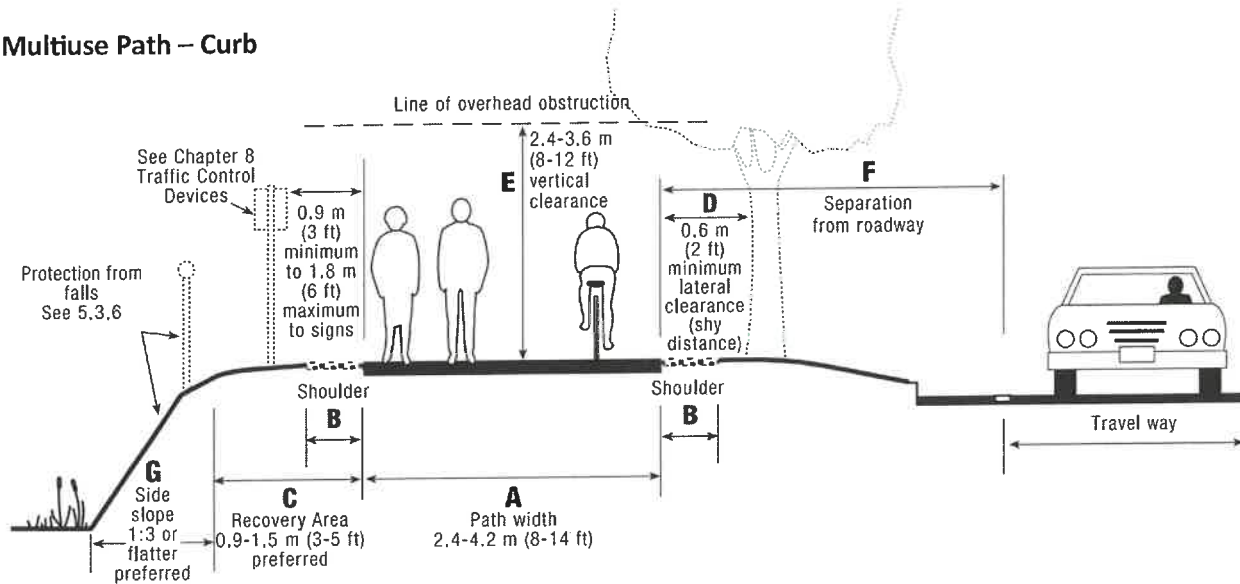 Multiuse Path – Curb
Line of overhead obstruction
See Chapter 8
Traffic Control
Devices
0.9 m
(3 ft)
minimum
to 1.8 m
(6 ft)
maximum
to signs
E
2.4-3.6 m
(8-12 ft)
vertical
clearance
F
Separation
from roadway
D
0.6 m
(2 ft)
minimum
lateral
clearance
(shy
distance)
Protection from
falls
See 5.3.6
Shoulder
B
Shoulder
B
Travel way
G
Side
slope
1:3 or
flatter
preferred
C
Recovery Area
0.9-1.5 m (3-5 ft)
preferred
A
Path width
2.4-4.2 m (8-14 ft)